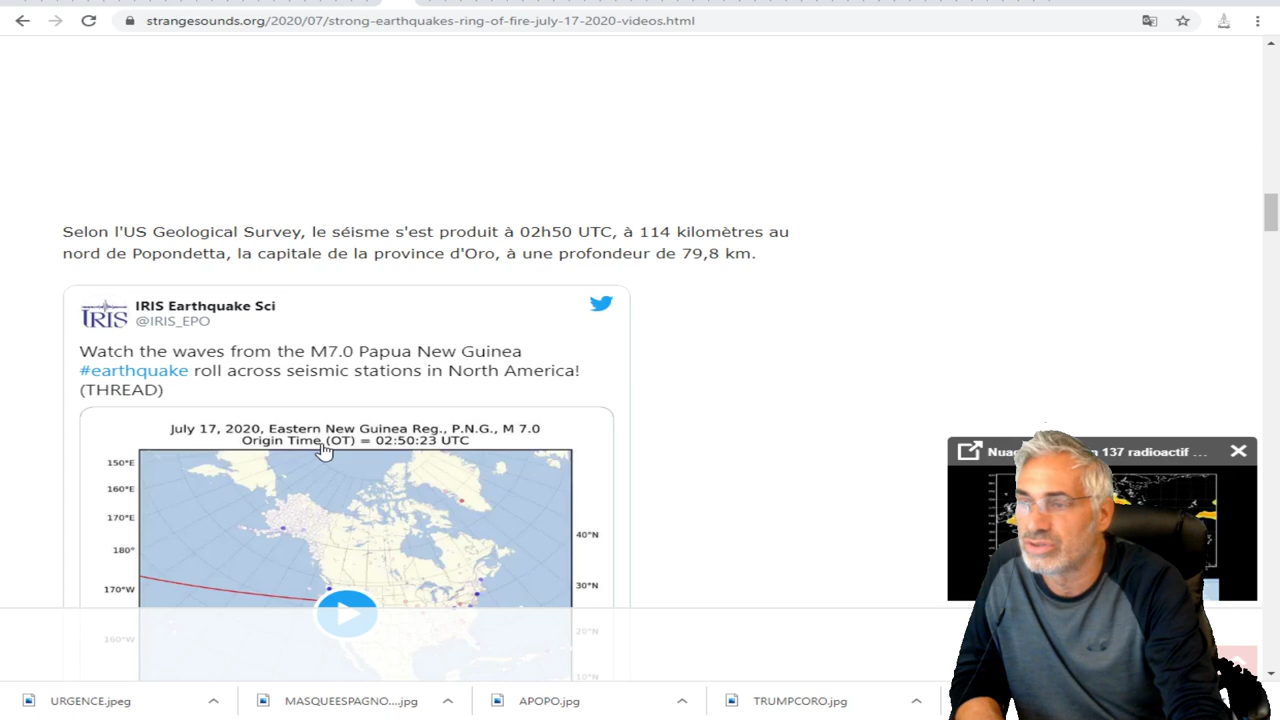 strangesounds.org/2020/07/strong-earthquakes-ring-of-fire-july-17-2020-videos.html
Selon l'US Geological Survey, le séisme s'est produit à 02h50 UTC, à 114 kilomètres au
nord de Popondetta, la capitale de la province d'Oro, à une profondeur de 79,8 km.
IRIS
IRIS Earthquake Sci
@IRIS_EPO
Watch the waves from the M7.0 Papua New Guinea
#earthquake roll across seismic stations in North America!
(THREAD)
July 17, 2020, Eastern New Guinea Reg., P.N.G., M 7.0
Origin Time (OT) = 02:50:23 UTC
150°E
160°E
170°E
180°
170°W
160°W
40°N
30°N
20°N
10°N
137 radioactif ...
URGENCE.jpeg
MASQUEESPAGNO....jpg
APOPO.jpg
TRUMPCORO.jpg